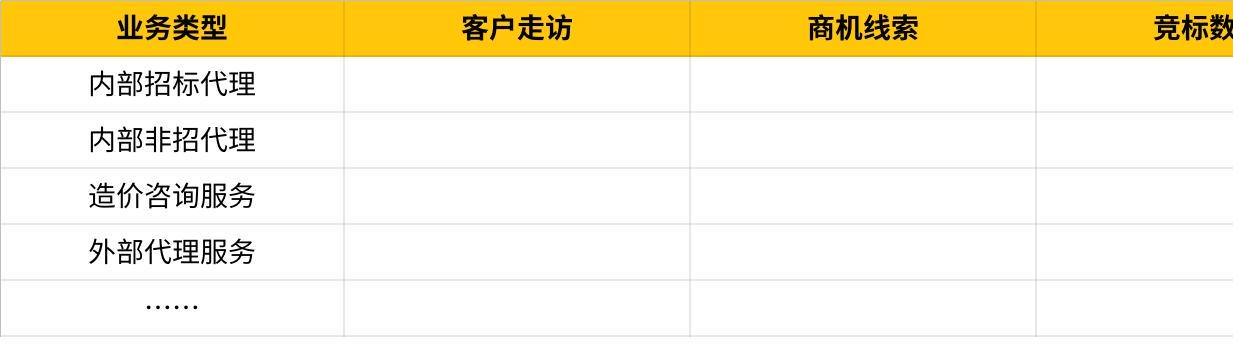 业务类型 客户走访 商机线索 竞标数
内部招标代理
内部非招代理
造价咨询服务
外部代理服务
……